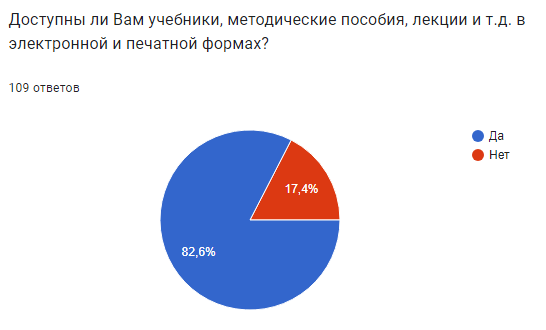 Доступны ли Вам учебники, методические пособия, лекции и т.д. в
электронной и печатной формах?
109 ответов
Да
Нет
17,4%
82,6%